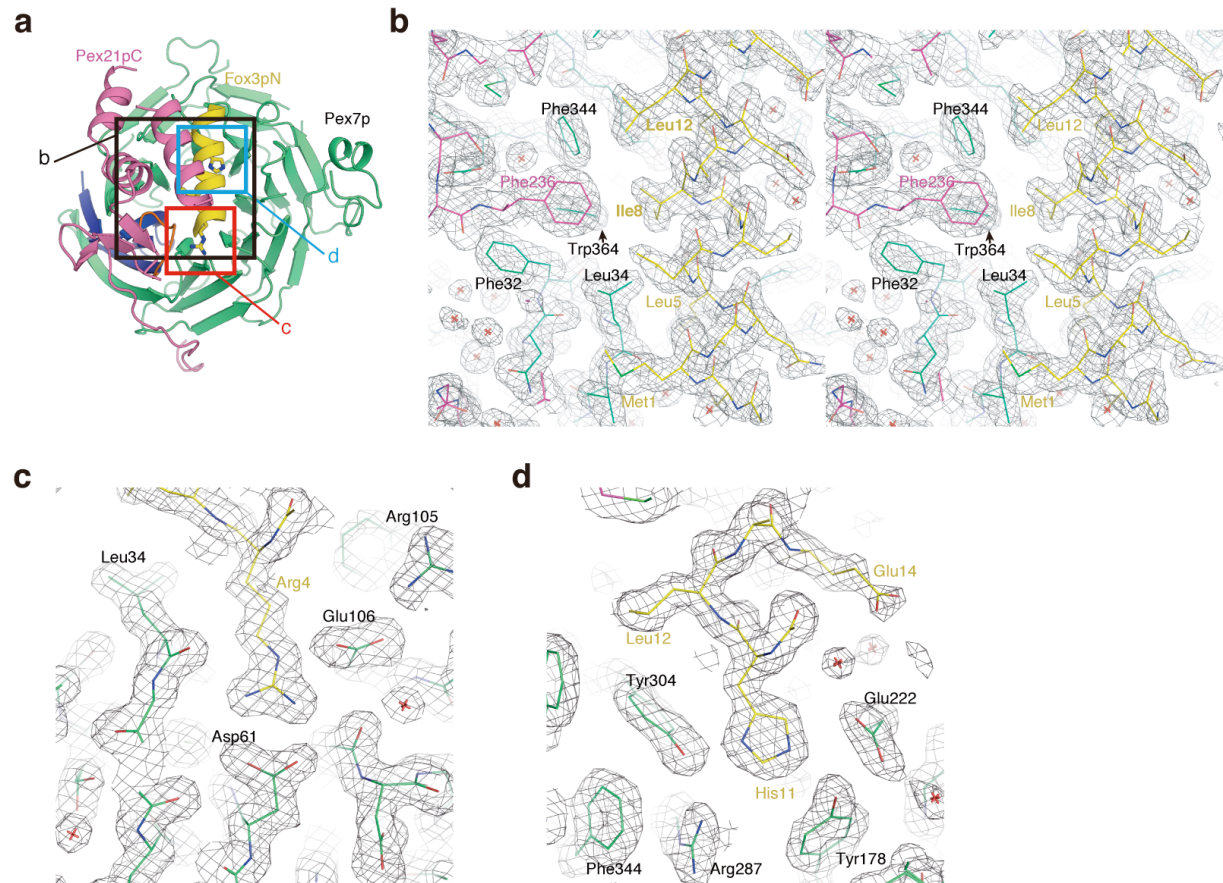 a
Pex21pC
Fox3pN
Pex7p
b
d
c
b
Phe344
Leu12
Phe236
Ile8
Trp364
Phe32
Leu34
Leu5
Met1
Phe344
Leu12
Phe236
Ile8
Trp364
Phe32
Leu34
Leu5
Met1
c
Arg105
Leu34
Arg4
Glu106
Asp61
d
Glu14
Leu12
Tyr304
Glu222
His11
Phe344
Arg287
Tyr178